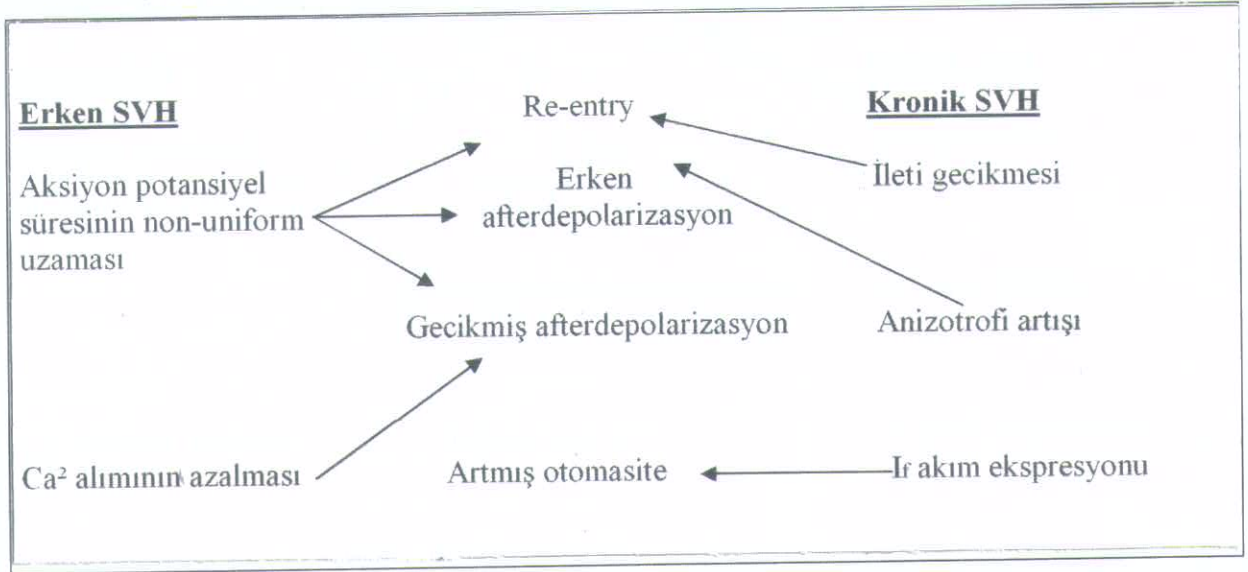 Erken SVH
Aksiyon potansiyel
süresinin non-uniform
uzaması
Ca² alımının azalması
Re-entry
Erken
afterdepolarizasyon
Gecikmiş afterdepolarizasyon
Artmış otomasite
Kronik SVH
İleti gecikmesi
Anizotrofi artışı
If akım ekspresyonu